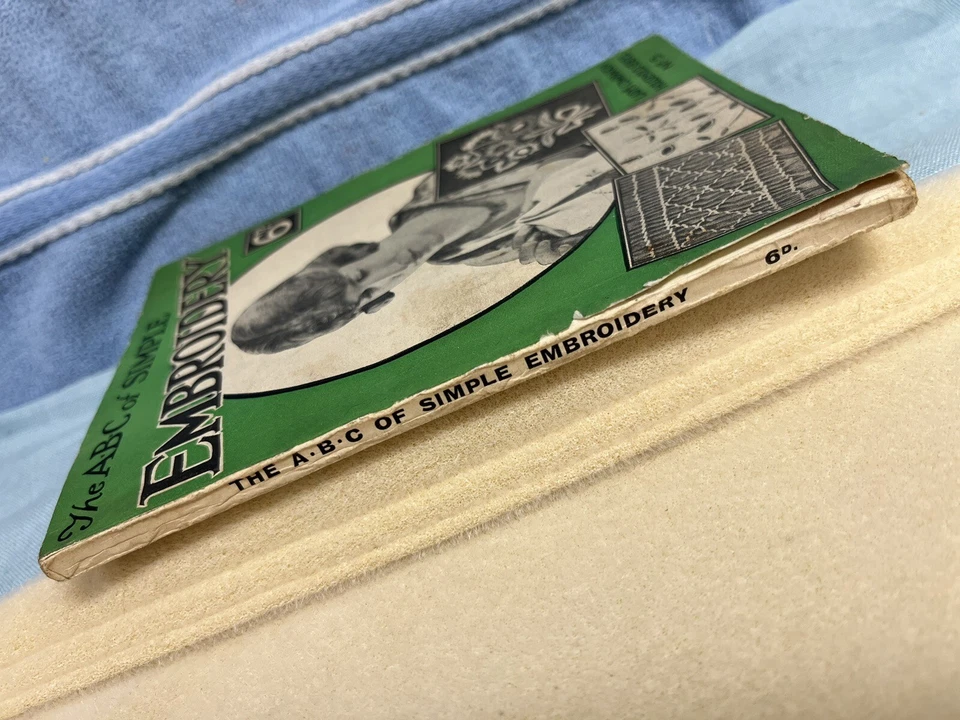 The ABC of SIMPLE
EMBROIDERY
6D
THE A·B·C OF SIMPLE EMBROIDERY 6D.